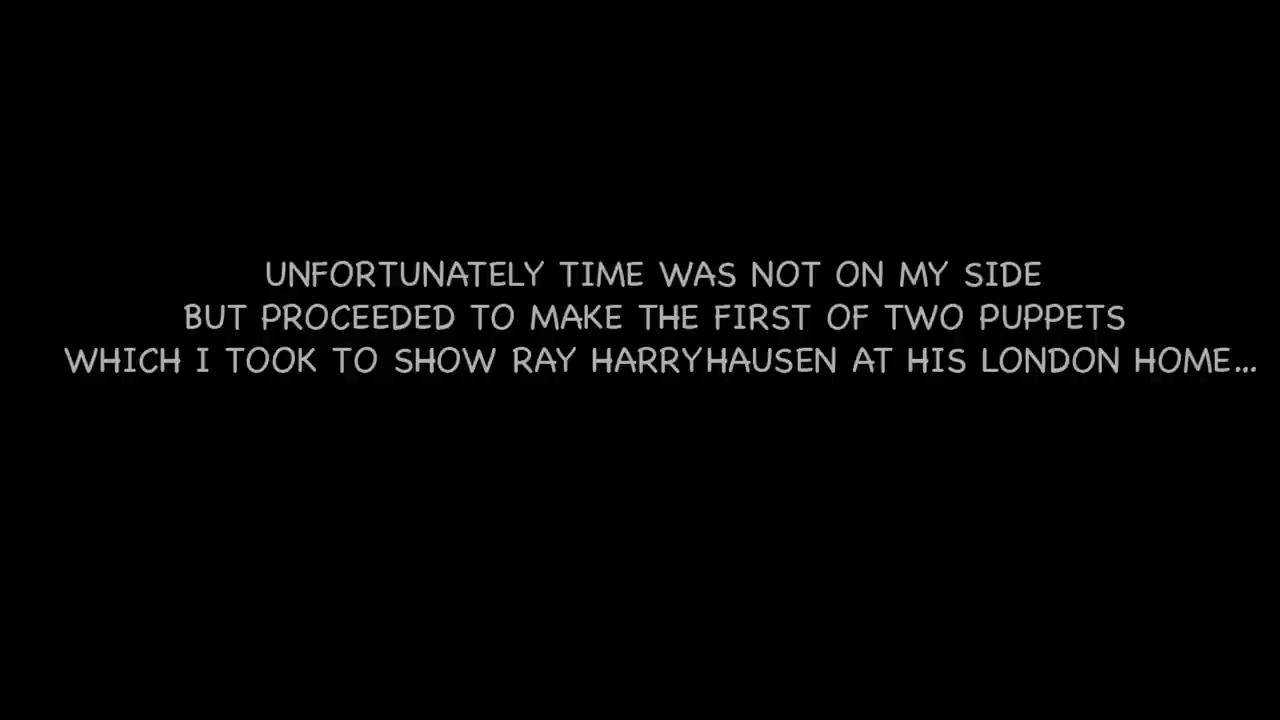 UNFORTUNATELY TIME WAS NOT ON MY SIDE
BUT PROCEEDED TO MAKE THE FIRST OF TWO PUPPETS
WHICH I TOOK TO SHOW RAY HARRYHAUSEN AT HIS LONDON HOME...